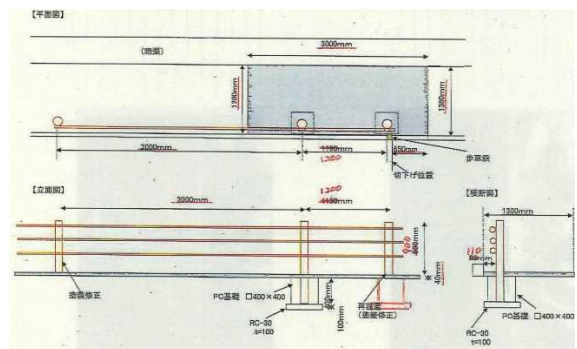 【平面図】
(暗渠)
3000mm
1280mm
1380mm
3000mm
1150mm
1200
650mm
歩車道
切下げ位置
【立面図】
【横断図】
3000mm
1200
1150mm
1300mm
900
110
40mm
塗装修正
PC基礎 □400×400
RC-30
t=100
100mm
(塗装修正)
PC基礎 □400×400
RC-30
t=100